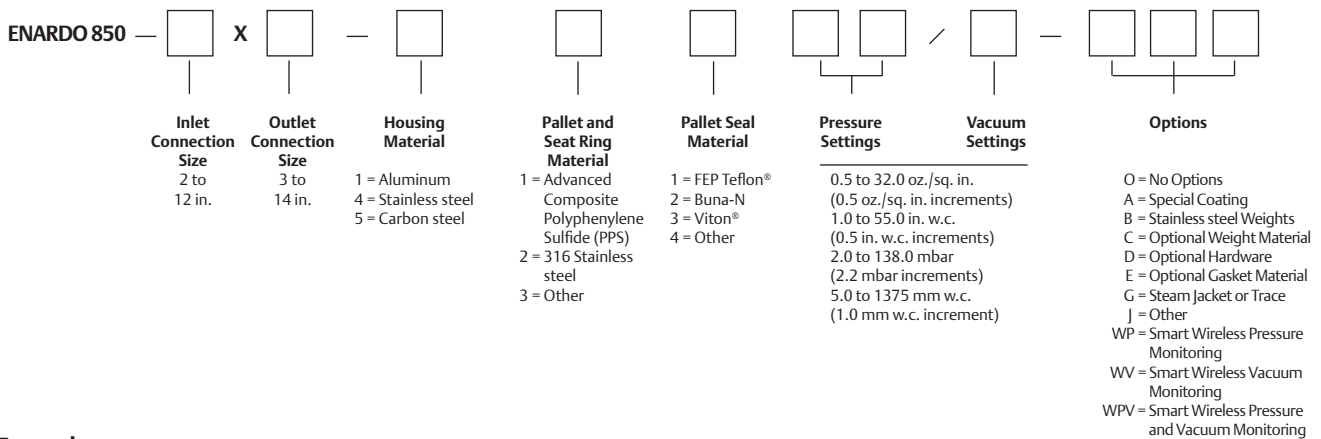 ENARDO 850 — X — / —
Inlet
Connection
Size
2 to
12 in.
Outlet
Connection
Size
3 to
14 in.
Housing
Material
1 = Aluminum
4 = Stainless steel
5 = Carbon steel
Pallet and
Seat Ring
Material
1 = Advanced
Composite
Polyphenylene
Sulfide (PPS)
2 = 316 Stainless
steel
3 = Other
Pallet Seal
Material
1 = FEP Teflon®
2 = Buna-N
3 = Viton®
4 = Other
Pressure
Settings
Vacuum
Settings
0.5 to 32.0 oz./sq. in.
(0.5 oz./sq. in. increments)
1.0 to 55.0 in. w.c.
(0.5 in. w.c. increments)
2.0 to 138.0 mbar
(2.2 mbar increments)
5.0 to 1375 mm w.c.
(1.0 mm w.c. increment)
Options
O = No Options
A = Special Coating
B = Stainless steel Weights
C = Optional Weight Material
D = Optional Hardware
E = Optional Gasket Material
G = Steam Jacket or Trace
J = Other
WP = Smart Wireless Pressure
Monitoring
WV = Smart Wireless Vacuum
Monitoring
WPV = Smart Wireless Pressure
and Vacuum Monitoring